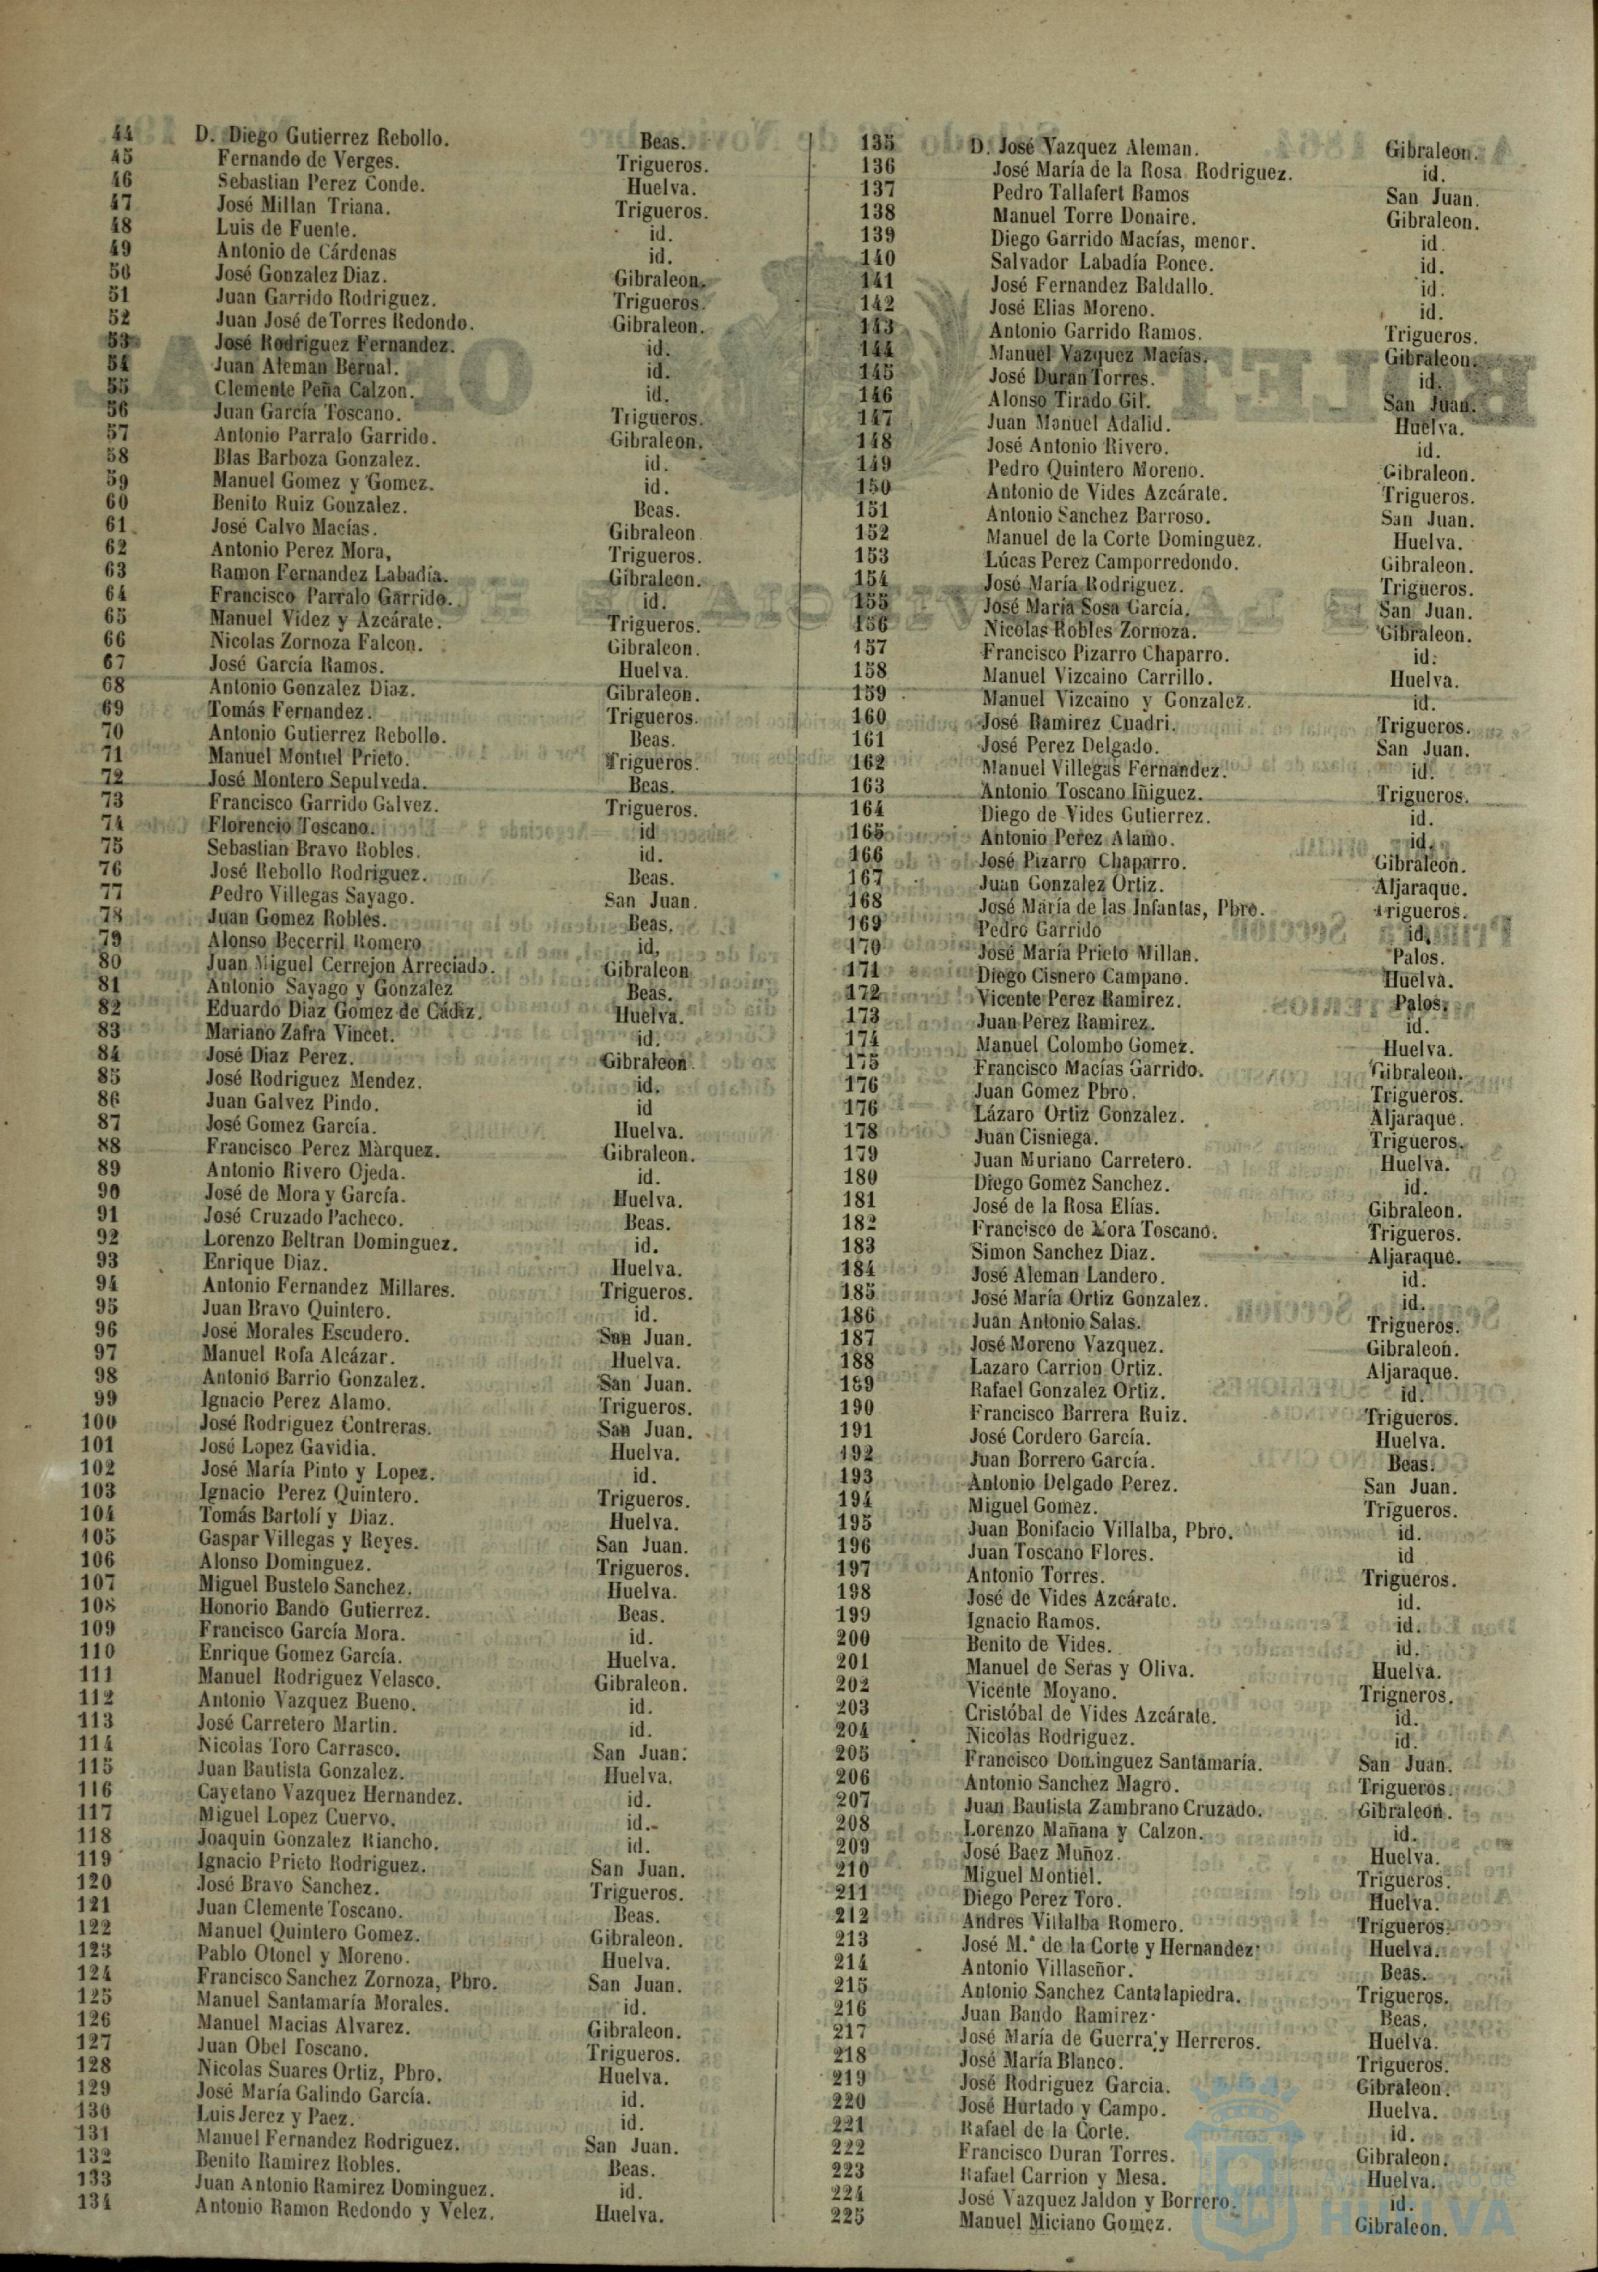 44 D. Diego Gutierrez Rebollo. Beas.
45 Fernando de Verges. Trigueros.
46 Sebastian Perez Conde. Huelva.
47 José Millan Triana. Trigueros.
48 Luis de Fuente. id.
49 Antonio de Cárdenas id.
50 José Gonzalez Diaz. Gibraleon.
51 Juan Garrido Rodriguez. Trigueros.
52 Juan José de Torres Redondo. Gibraleon.
53 José Rodriguez Fernandez. id.
54 Juan Aleman Bernal. id.
55 Clemente Peña Calzon. id.
56 Juan García Toscano. Trigueros.
57 Antonio Parralo Garrido. Gibraleon.
58 Blas Barboza Gonzalez. id.
59 Manuel Gomez y Gomez. id.
60 Benito Ruiz Gonzalez. Beas.
61 José Calvo Macías. Gibraleon
62 Antonio Perez Mora, Trigueros.
63 Ramon Fernandez Labadía. Gibraleon.
64 Francisco Parralo Garrido. id.
65 Manuel Videz y Azcárate. Trigueros.
66 Nicolas Zornoza Falcon. Gibraleon.
67 José García Ramos. Huelva.
68 Antonio Gonzalez Diaz. Gibraleon.
69 Tomás Fernandez. Trigueros.
70 Antonio Gutierrez Rebollo. Beas.
71 Manuel Montiel Prieto. Trigueros.
72 José Montero Sepulveda. Beas.
73 Francisco Garrido Galvez. Trigueros.
74 Florencio Toscano. id
75 Sebastian Bravo Robles. id.
76 José Rebollo Rodriguez. Beas.
77 Pedro Villegas Sayago. San Juan.
78 Juan Gomez Robles. Beas.
79 Alonso Becerril Romero id.
80 Juan Miguel Cerrejon Arreciado. Gibraleon
81 Antonio Sayago y Gonzalez Beas.
82 Eduardo Diaz Gomez de Cádiz. Huelva.
83 Mariano Zafra Vincet. id.
84 José Diaz Perez. Gibraleon.
85 José Rodriguez Mendez. id.
86 Juan Galvez Pindo. id
87 José Gomez García. Huelva.
88 Francisco Perez Màrquez. Gibraleon.
89 Antonio Rivero Ojeda. id.
90 José de Mora y García. Huelva.
91 José Cruzado Pacheco. Beas.
92 Lorenzo Beltran Dominguez. id.
93 Enrique Diaz. Huelva.
94 Antonio Fernandez Millares. Trigueros.
95 Juan Bravo Quintero. id.
96 José Morales Escudero. San Juan.
97 Manuel Rofa Alcázar. Huelva.
98 Antonio Barrio Gonzalez. San Juan.
99 Ignacio Perez Alamo. Trigueros.
100 José Rodriguez Contreras. San Juan.
101 José Lopez Gavidia. Huelva.
102 José María Pinto y Lopez. id.
103 Ignacio Perez Quintero. Trigueros.
104 Tomás Bartolí y Diaz. Huelva.
105 Gaspar Villegas y Reyes. San Juan.
106 Alonso Dominguez. Trigueros.
107 Miguel Bustelo Sanchez. Huelva.
108 Honorio Bando Gutierrez. Beas.
109 Francisco García Mora. id.
110 Enrique Gomez García. Huelva.
111 Manuel Rodriguez Velasco. Gibraleon.
112 Antonio Vazquez Bueno. id.
113 José Carretero Martin. id.
114 Nicolas Toro Carrasco. San Juan.
115 Juan Bautista Gonzalez. Huelva.
116 Cayetano Vazquez Hernandez. id.
117 Miguel Lopez Cuervo. id.
118 Joaquin Gonzalez Riancho. id.
119 Ignacio Prieto Rodriguez. San Juan.
120 José Bravo Sanchez. Trigueros.
121 Juan Clemente Toscano. Beas.
122 Manuel Quintero Gomez. Gibraleon.
123 Pablo Otonel y Moreno. Huelva.
124 Francisco Sanchez Zornoza, Pbro. San Juan.
125 Manuel Santamaría Morales. id.
126 Manuel Macias Alvarez. Gibraleon.
127 Juan Obel Toscano. Trigueros.
128 Nicolas Suares Ortiz, Pbro. Huelva.
129 José María Galindo García. id.
130 Luis Jerez y Paez. id.
131 Manuel Fernandez Rodriguez. San Juan.
132 Benito Ramirez Robles. Beas.
133 Juan Antonio Ramirez Dominguez. id.
134 Antonio Ramon Redondo y Velez. Huelva.
135 D. José Vazquez Aleman. Gibraleon.
136 José María de la Rosa Rodriguez. id.
137 Pedro Tallafert Ramos San Juan.
138 Manuel Torre Donaire. Gibraleon.
139 Diego Garrido Macías, menor. id.
140 Salvador Labadía Ponce. id.
141 José Fernandez Baldallo. id.
142 José Elias Moreno. id.
143 Antonio Garrido Ramos. Trigueros.
144 Manuel Vazquez Macías. Gibraleon.
145 José Duran Torres. id.
146 Alonso Tirado Gil. San Juan.
147 Juan Manuel Adalid. Huelva.
148 José Antonio Rivero. id.
149 Pedro Quintero Moreno. Gibraleon.
150 Antonio de Vides Azcárate. Trigueros.
151 Antonio Sanchez Barroso. San Juan.
152 Manuel de la Corte Dominguez. Huelva.
153 Lúcas Perez Camporredondo. Gibraleon.
154 José María Rodriguez. Trigueros.
155 José María Sosa García. San Juan.
156 Nicolas Robles Zornoza. Gibraleon.
157 Francisco Pizarro Chaparro. id.
158 Manuel Vizcaino Carrillo. Huelva.
159 Manuel Vizcaino y Gonzalez. id.
160 José Ramirez Cuadri. Trigueros.
161 José Perez Delgado. San Juan.
162 Manuel Villegas Fernandez. id.
163 Antonio Toscano Iñiguez. Trigueros.
164 Diego de Vides Gutierrez. id.
165 Antonio Perez Alamo. id.
166 José Pizarro Chaparro. Gibraleon.
167 Juan Gonzalez Ortiz. Aljaraque.
168 José María de las Infantas, Pbro. Trigueros.
169 Pedro Garrido id.
170 José María Prieto Millan. Palos.
171 Diego Cisnero Campano. Huelva.
172 Vicente Perez Ramirez. Palos.
173 Juan Perez Ramirez. id.
174 Manuel Colombo Gomez. Huelva.
175 Francisco Macías Garrido. Gibraleon.
176 Juan Gomez Pbro. Trigueros.
176 Lázaro Ortiz Gonzalez. Aljaraque.
178 Juan Cisniega. Trigueros.
179 Juan Muriano Carretero. Huelva.
180 Diego Gomez Sanchez. id.
181 José de la Rosa Elías. Gibraleon.
182 Francisco de Mora Toscano. Trigueros.
183 Simon Sanchez Diaz. Aljaraque.
184 José Aleman Landero. id.
185 José María Ortiz Gonzalez. id.
186 Juan Antonio Salas. Trigueros.
187 José Moreno Vazquez. Gibraleon.
188 Lazaro Carrion Ortiz. Aljaraque.
189 Rafael Gonzalez Ortiz. id.
190 Francisco Barrera Ruiz. Trigueros.
191 José Cordero García. Huelva.
192 Juan Borrero García. Beas.
193 Antonio Delgado Perez. San Juan.
194 Miguel Gomez. Trigueros.
195 Juan Bonifacio Villalba, Pbro. id.
196 Juan Toscano Flores. id
197 Antonio Torres. Trigueros.
198 José de Vides Azcárate. id.
199 Ignacio Ramos. id.
200 Benito de Vides. id.
201 Manuel de Seras y Oliva. Huelva.
202 Vicente Moyano. Trigneros.
203 Cristóbal de Vides Azcárate. id.
204 Nicolas Rodriguez. id.
205 Francisco Dominguez Santamaría. San Juan.
206 Antonio Sanchez Magro. Trigueros
207 Juan Bautista Zambrano Cruzado. Gibraleon.
208 Lorenzo Mañana y Calzon. id.
209 José Baez Muñoz. Huelva.
210 Miguel Montiel. Trigueros.
211 Diego Perez Toro. Huelva.
212 Andres Villalba Romero. Trigueros
213 José M.ª de la Corte y Hernandez Huelva.
214 Antonio Villaseñor. Beas.
215 Antonio Sanchez Cantalapiedra. Trigueros.
216 Juan Bando Ramirez Beas.
217 José María de Guerra y Herreros. Huelva.
218 José María Blanco. Trigueros.
219 José Rodriguez Garcia. Gibraleon.
220 José Hurtado y Campo. Huelva.
221 Rafael de la Corte. id.
222 Francisco Duran Torres. Gibraleon.
223 Rafael Carrion y Mesa. Huelva.
224 José Vazquez Jaldon y Borrero. id.
225 Manuel Miciano Gomez. Gibraleon.
HUELVA